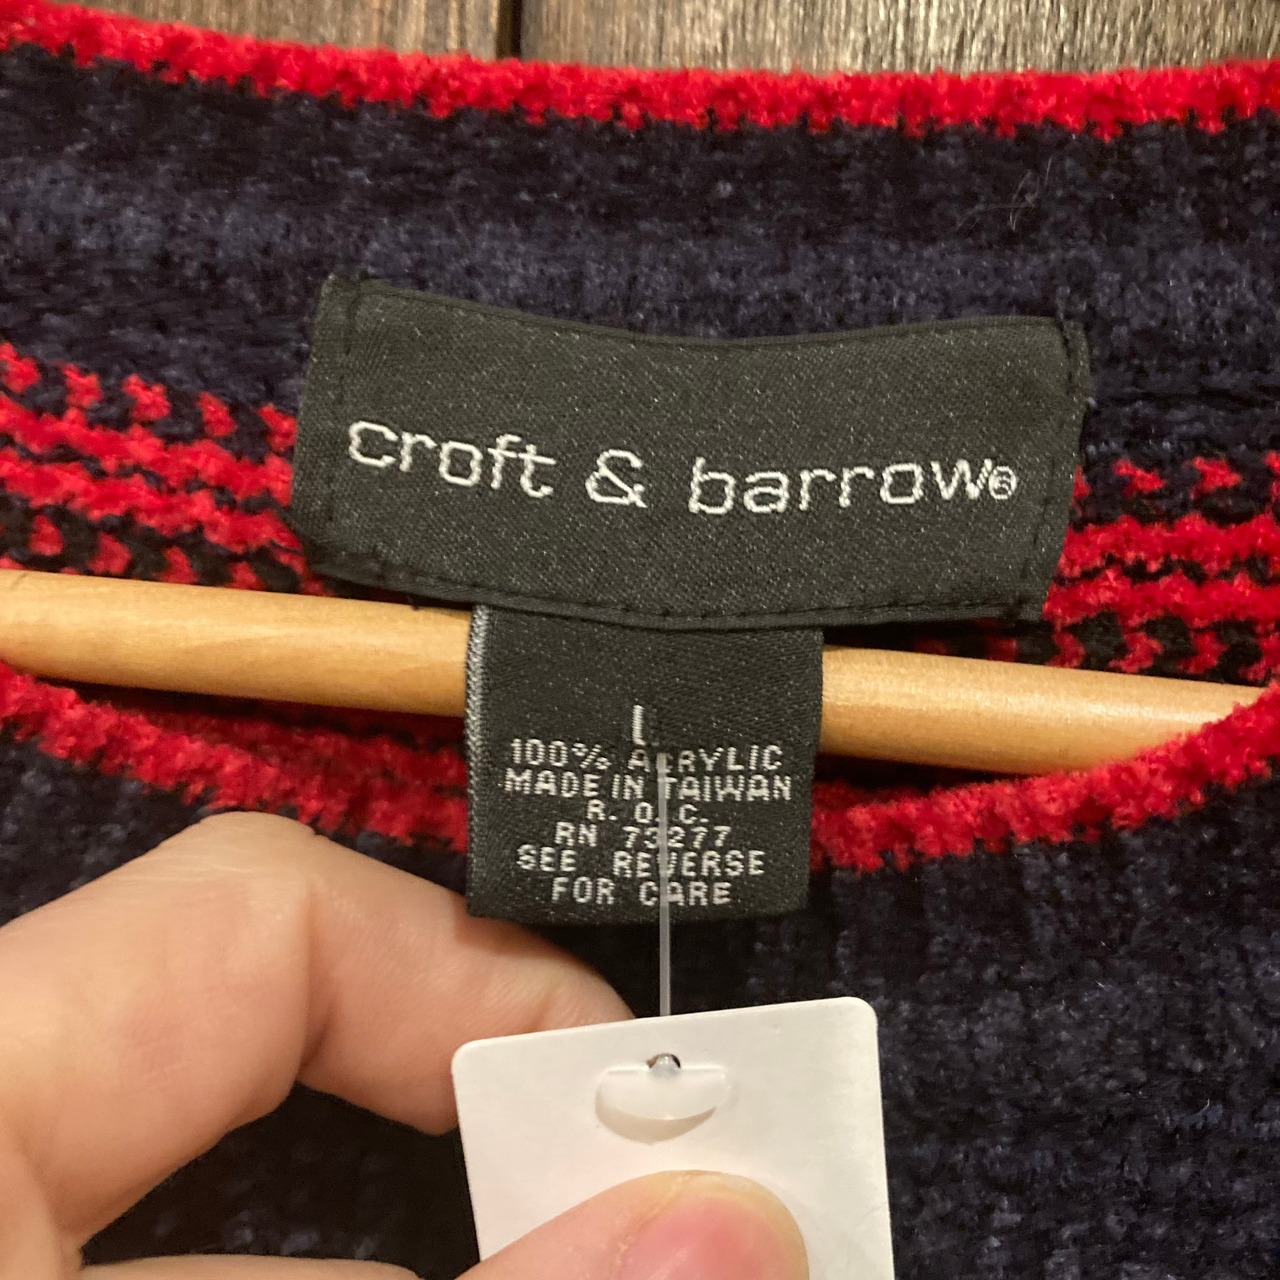 croft & barrow®
L
100% ACRYLIC
MADE IN TAIWAN
R. O. C.
RN 73277
SEE REVERSE
FOR CARE